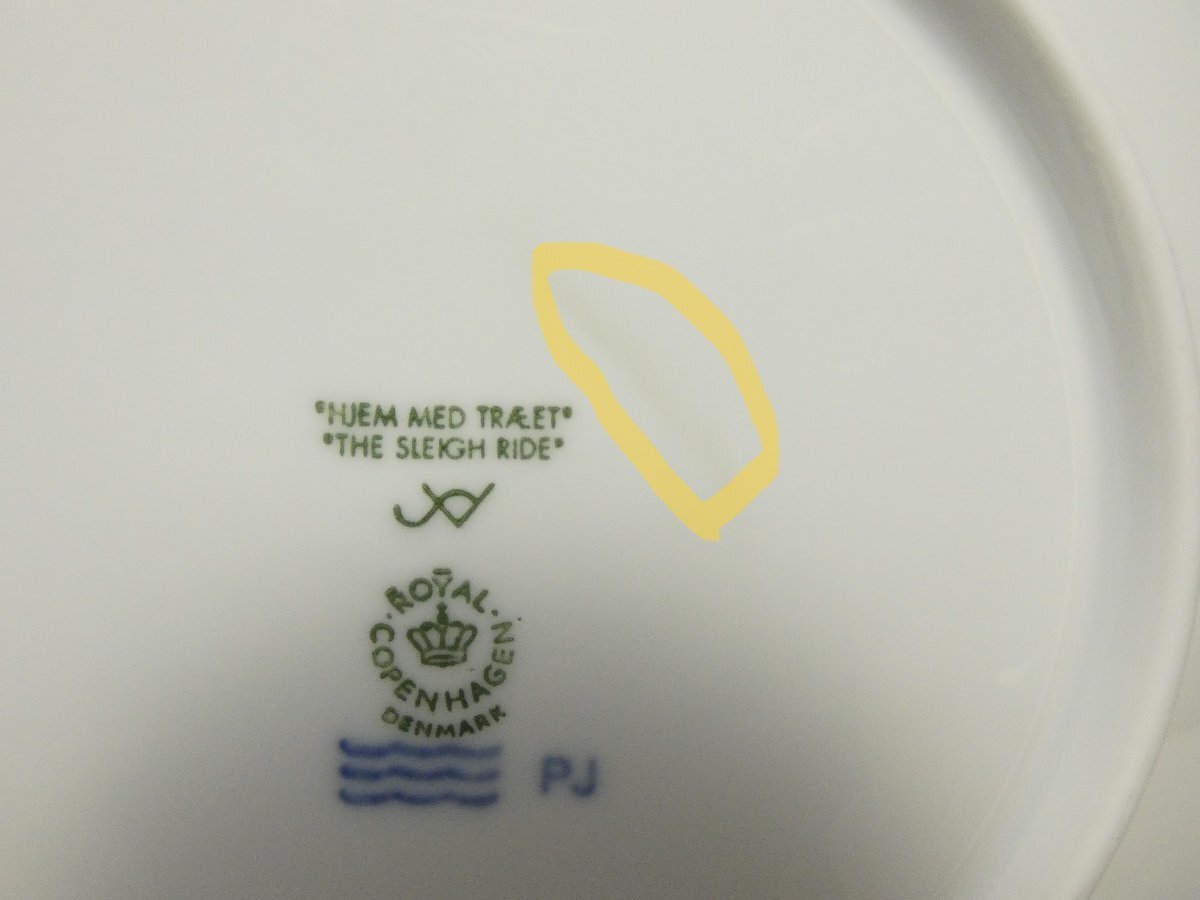 "HJEM MED TRÆET"
"THE SLEIGH RIDE"
ROYAL
COPENHAGEN
DENMARK
PJ